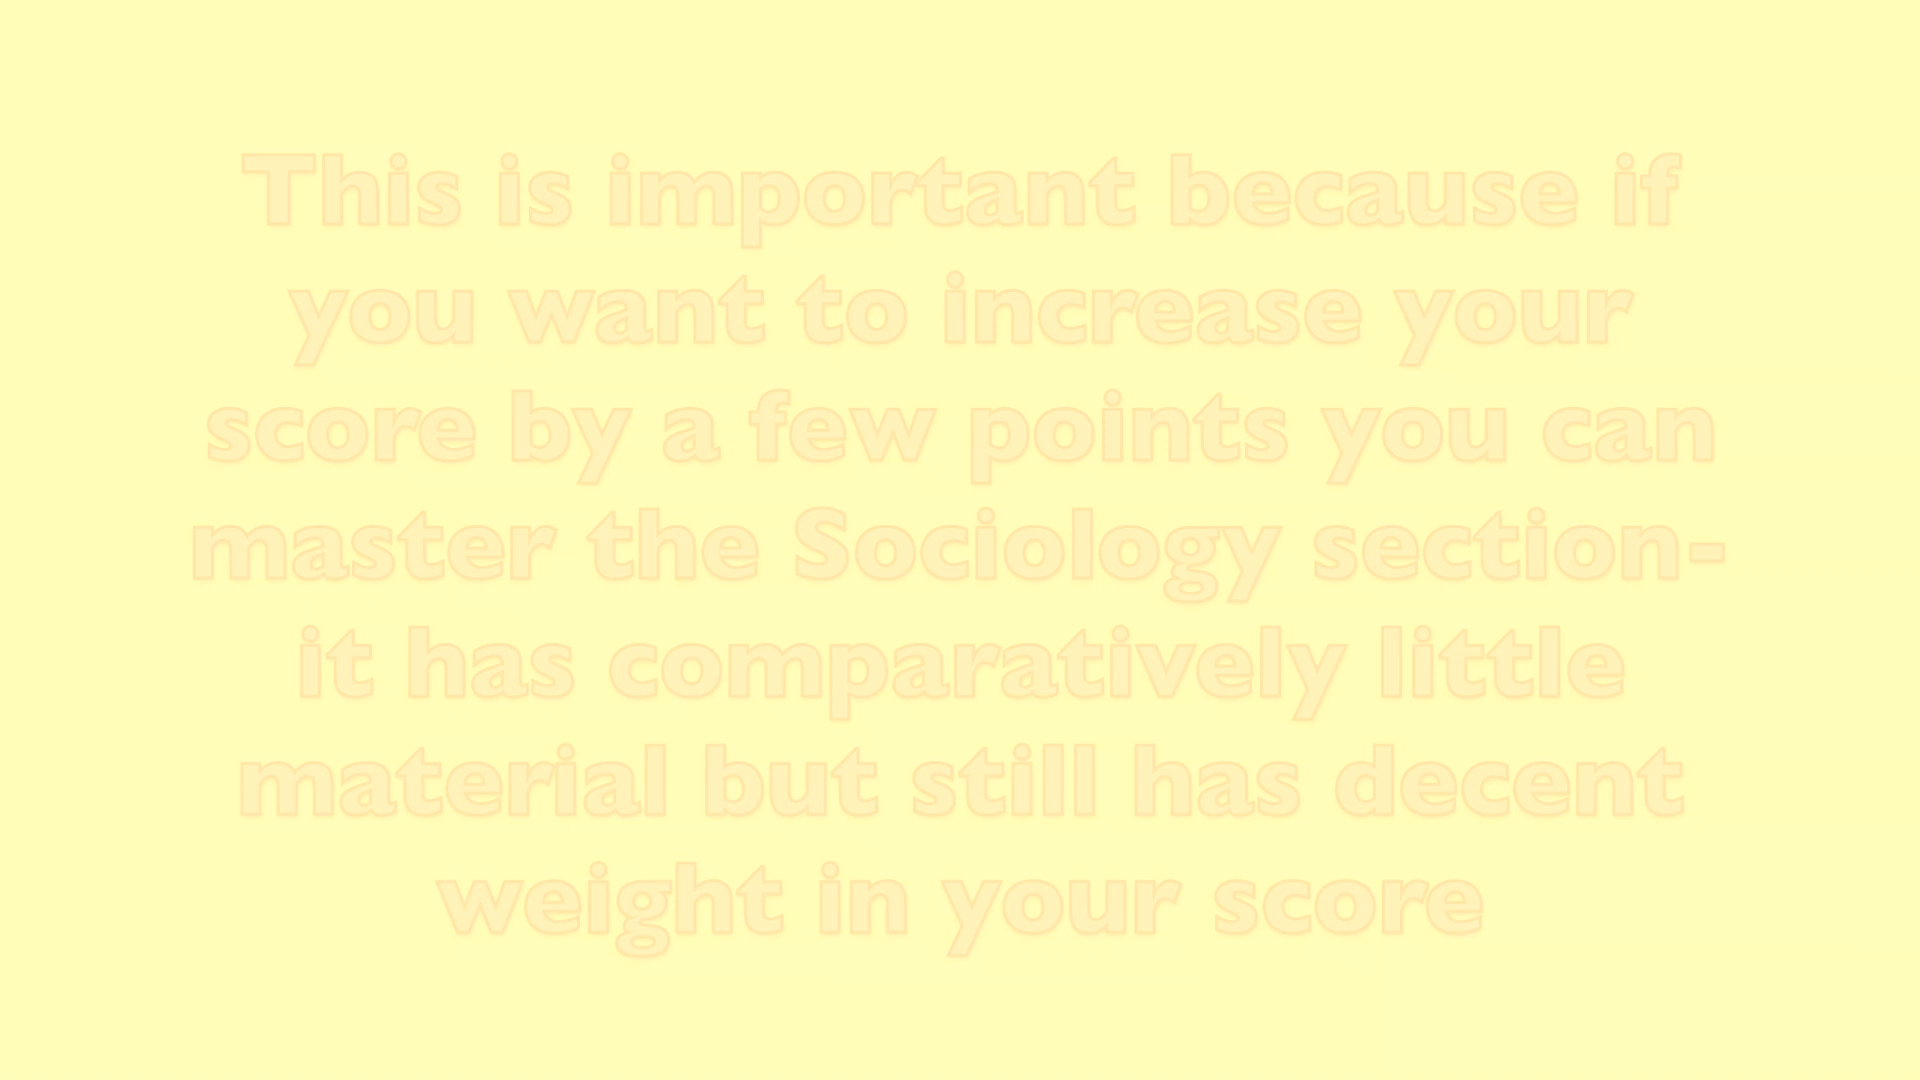 This is important because if
you want to increase your
score by a few points you can
master the Sociology section-
it has comparatively little
material but still has decent
weight in your score